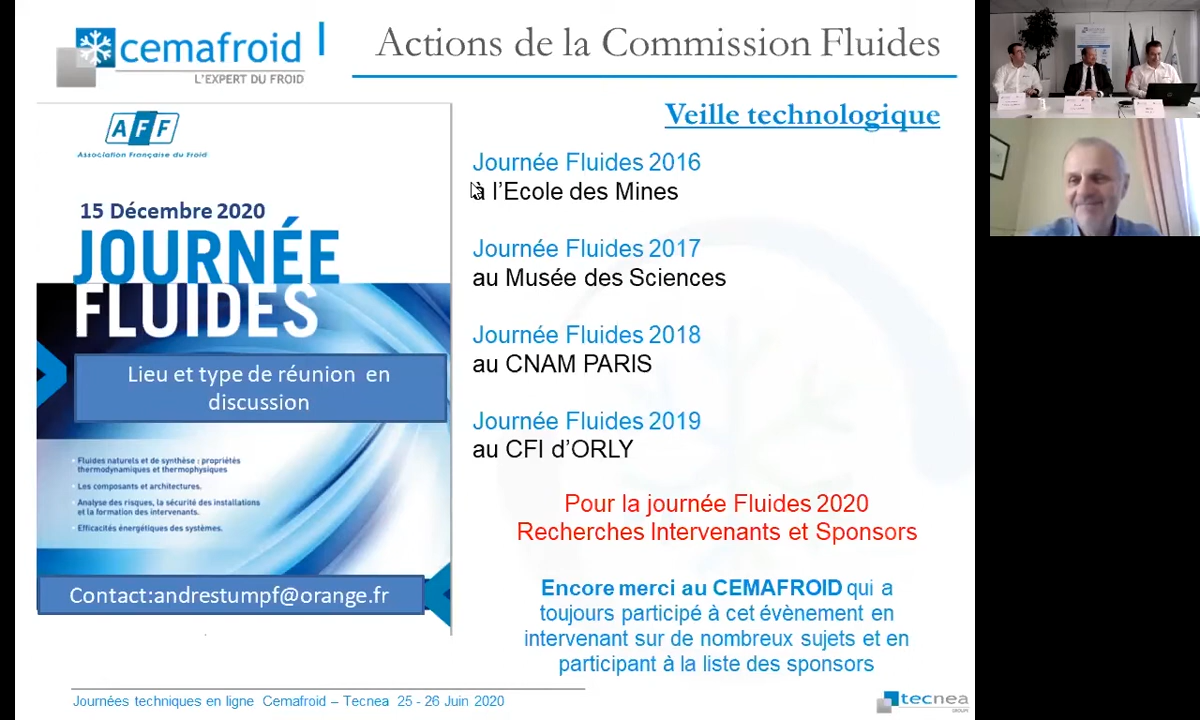 cemafroid
L'EXPERT DU FROID
Actions de la Commission Fluides
AFF
Association Française du Froid
15 Décembre 2020
JOURNÉE
FLUIDES
Lieu et type de réunion en
discussion
• Fluides naturels et de synthèse : propriétés
thermodynamiques et thermophysiques
• Les composants et architectures.
• Analyse des risques, la sécurité des installations
et la formation des intervenants.
• Efficacités énergétiques des systèmes.
Contact:andrestumpf@orange.fr
Veille technologique
Journée Fluides 2016
à l'Ecole des Mines
Journée Fluides 2017
au Musée des Sciences
Journée Fluides 2018
au CNAM PARIS
Journée Fluides 2019
au CFI d'ORLY
Pour la journée Fluides 2020
Recherches Intervenants et Sponsors
Encore merci au CEMAFROID qui a
toujours participé à cet évènement en
intervenant sur de nombreux sujets et en
participant à la liste des sponsors
Journées techniques en ligne Cemafroid – Tecnea 25 - 26 Juin 2020
tecnea
GROUPE